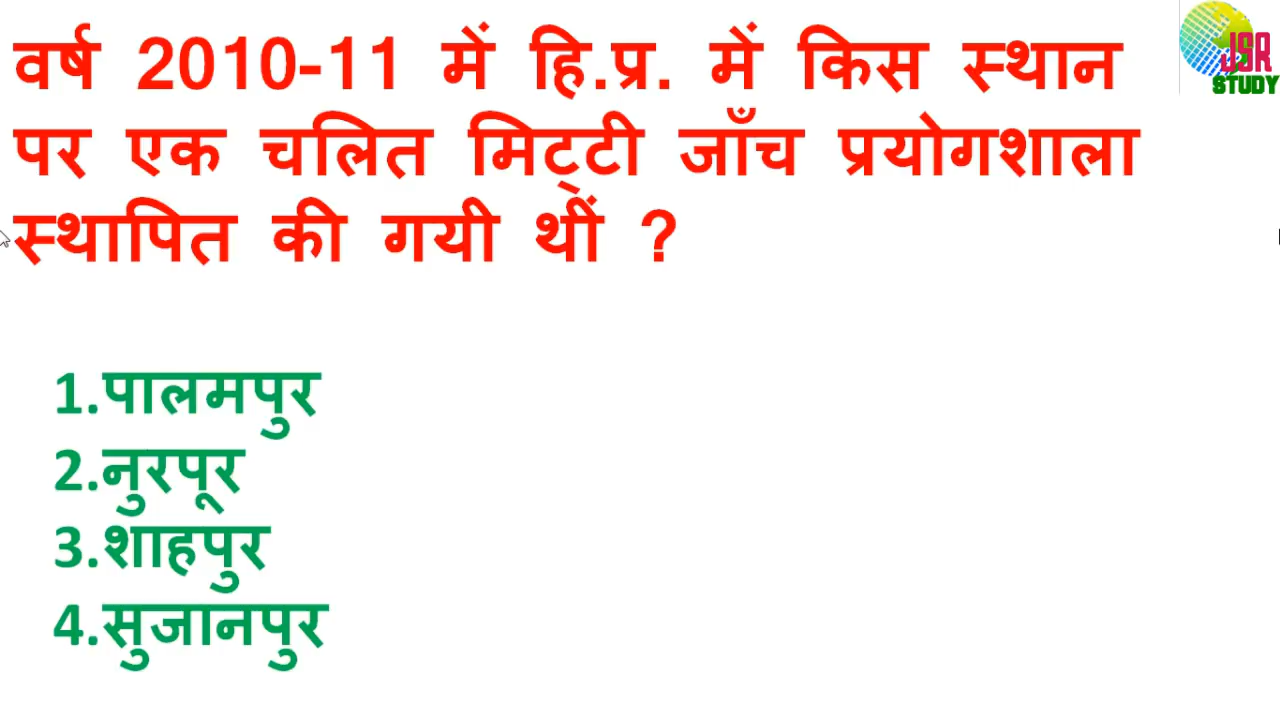 वर्ष 2010-11 में हि.प्र. में किस स्थान
पर एक चलित मिट्टी जाँच प्रयोगशाला
स्थापित की गयी थीं ?
1.पालमपुर
2.नुरपूर
3.शाहपुर
4.सुजानपुर
JSR
STUDY